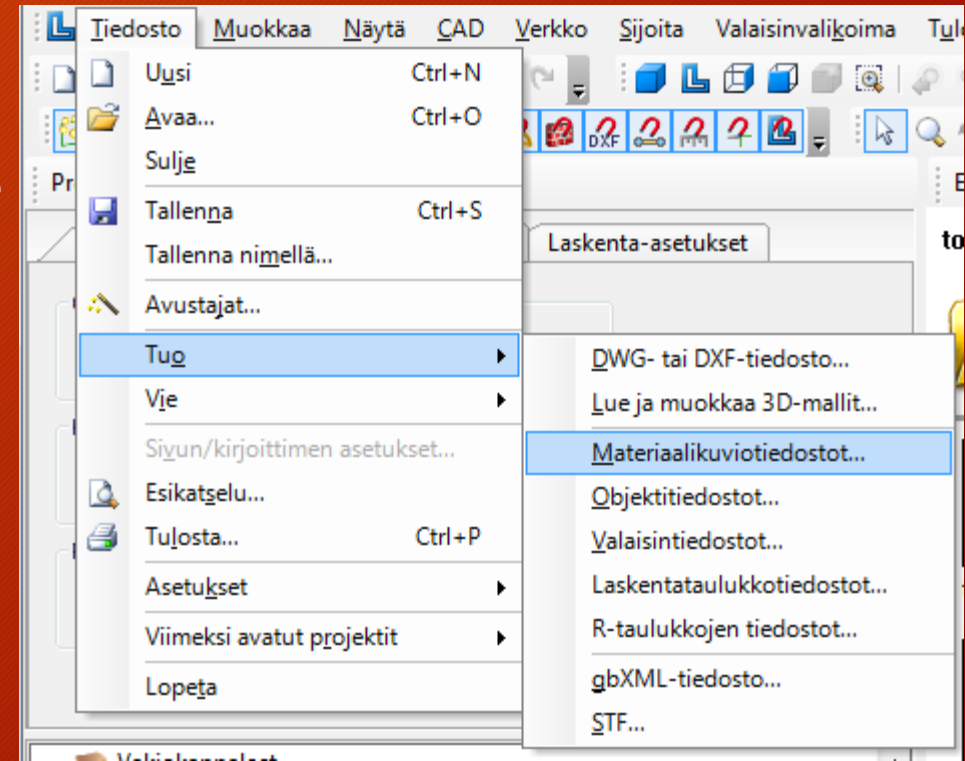 Tiedosto Muokkaa Näytä CAD Verkko Sijoita Valaisinvalikoima
Uusi Ctrl+N
Avaa... Ctrl+O
DXF
Sulje
Tallenna Ctrl+S
Tallenna nimellä...
Laskenta-asetukset
Avustajat...
Tuo
DWG- tai DXF-tiedosto...
Vie
Lue ja muokkaa 3D-mallit...
Sivun/kirjoittimen asetukset...
Materiaalikuviotiedostot...
Esikatselu...
Objektitiedostot...
Tulosta... Ctrl+P
Valaisintiedostot...
Asetukset
Laskentataulukkotiedostot...
Viimeksi avatut projektit
R-taulukkojen tiedostot...
Lopeta
gbXML-tiedosto...
STF...